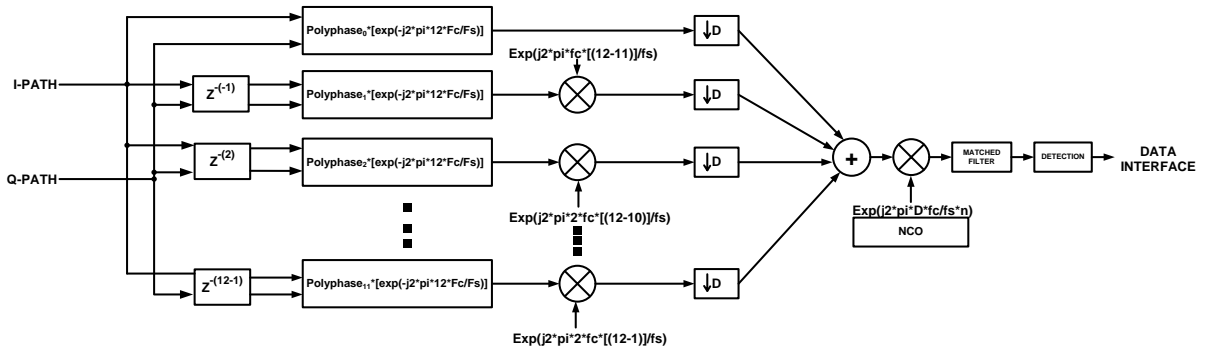 Polyphase0*[exp(-j2*pi*12*Fc/Fs)]
↓D
Exp(j2*pi*fc*[(12-11)]/fs)
I-PATH
Z-(-1)
Polyphase1*[exp(-j2*pi*12*Fc/Fs)]
↓D
Z-(2)
Polyphase2*[exp(-j2*pi*12*Fc/Fs)]
↓D
+
MATCHED
FILTER
DETECTION
DATA
INTERFACE
Q-PATH
Exp(j2*pi*2*fc*[(12-10)]/fs)
Exp(j2*pi*D*fc/fs*n)
NCO
Z-(12-1)
Polyphase11*[exp(-j2*pi*12*Fc/Fs)]
↓D
Exp(j2*pi*2*fc*[(12-1)]/fs)